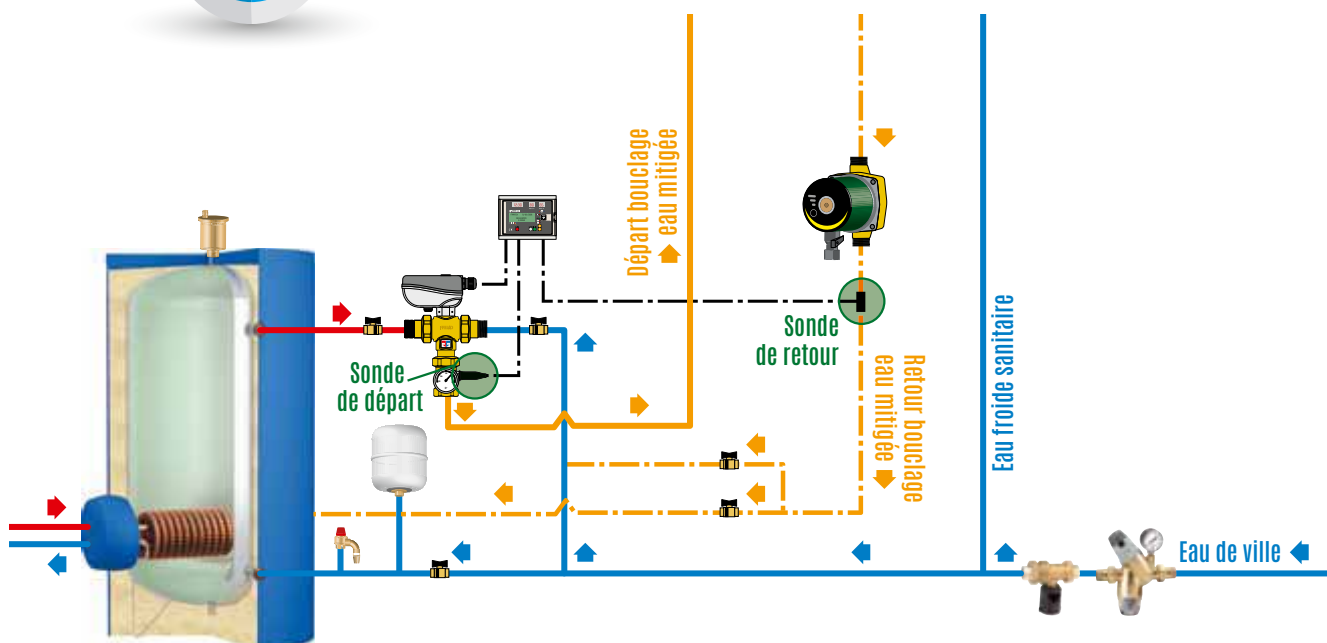 Départ bouclage
eau mitigée
Sonde
de retour
Sonde
de départ
Retour bouclage
eau mitigée
Eau froide sanitaire
Eau de ville